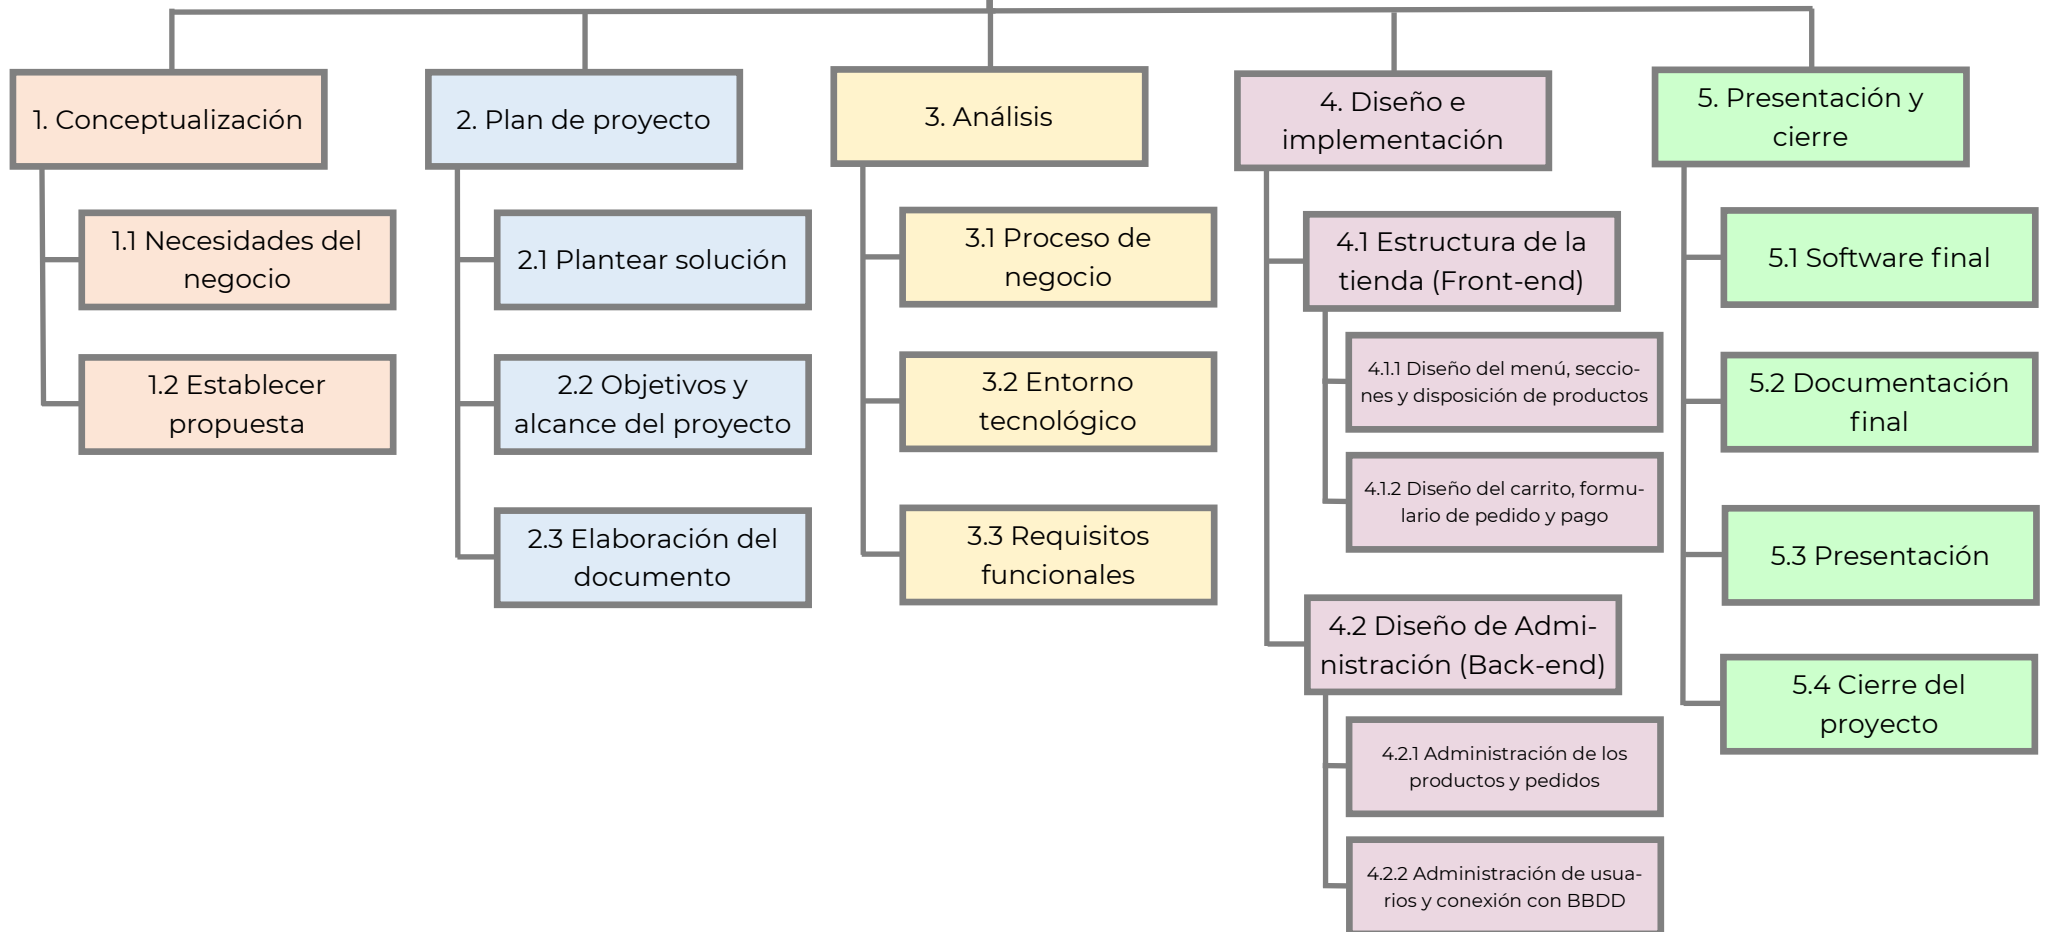 1. Conceptualización
1.1 Necesidades del
negocio
1.2 Establecer
propuesta
2. Plan de proyecto
2.1 Plantear solución
2.2 Objetivos y
alcance del proyecto
2.3 Elaboración del
documento
3. Análisis
3.1 Proceso de
negocio
3.2 Entorno
tecnológico
3.3 Requisitos
funcionales
4. Diseño e
implementación
4.1 Estructura de la
tienda (Front-end)
4.1.1 Diseño del menú, seccio-
nes y disposición de productos
4.1.2 Diseño del carrito, formu-
lario de pedido y pago
4.2 Diseño de Admi-
nistración (Back-end)
4.2.1 Administración de los
productos y pedidos
4.2.2 Administración de usua-
rios y conexión con BBDD
5. Presentación y
cierre
5.1 Software final
5.2 Documentación
final
5.3 Presentación
5.4 Cierre del
proyecto